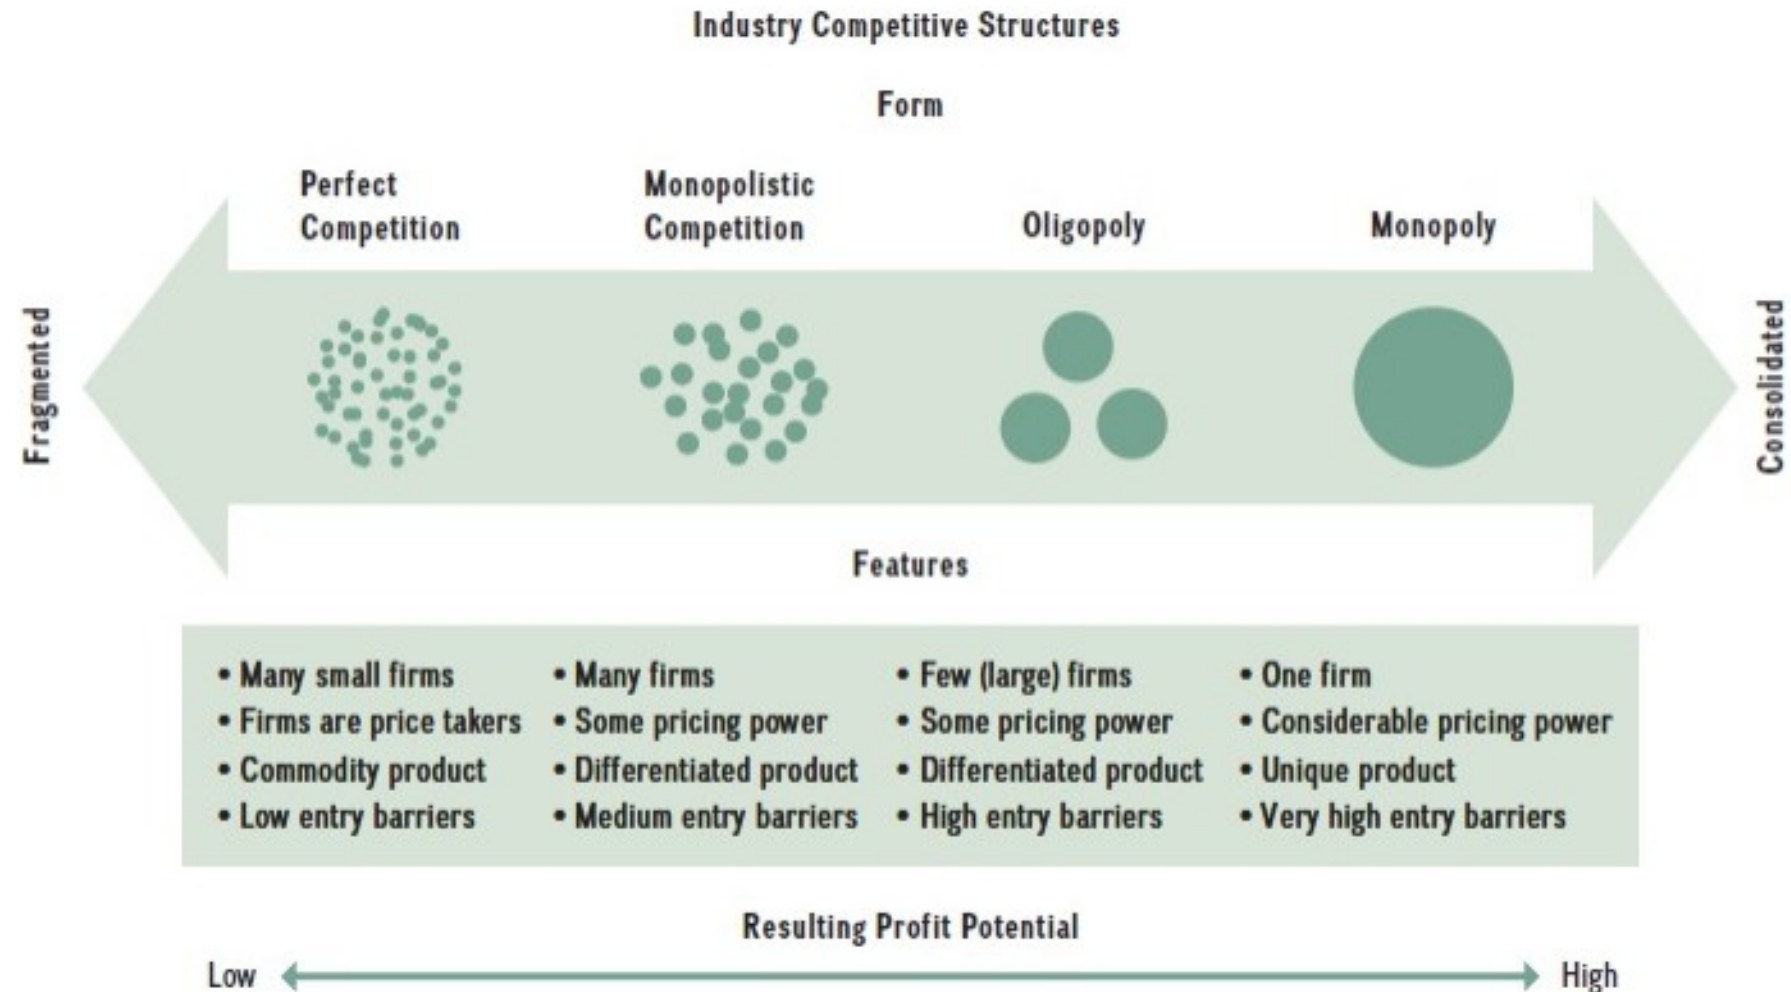 Industry Competitive Structures
Form
Perfect
Competition
Monopolistic
Competition
Oligopoly
Monopoly
Fragmented
Consolidated
Features
• Many small firms
• Firms are price takers
• Commodity product
• Low entry barriers
• Many firms
• Some pricing power
• Differentiated product
• Medium entry barriers
• Few (large) firms
• Some pricing power
• Differentiated product
• High entry barriers
• One firm
• Considerable pricing power
• Unique product
• Very high entry barriers
Resulting Profit Potential
Low
High